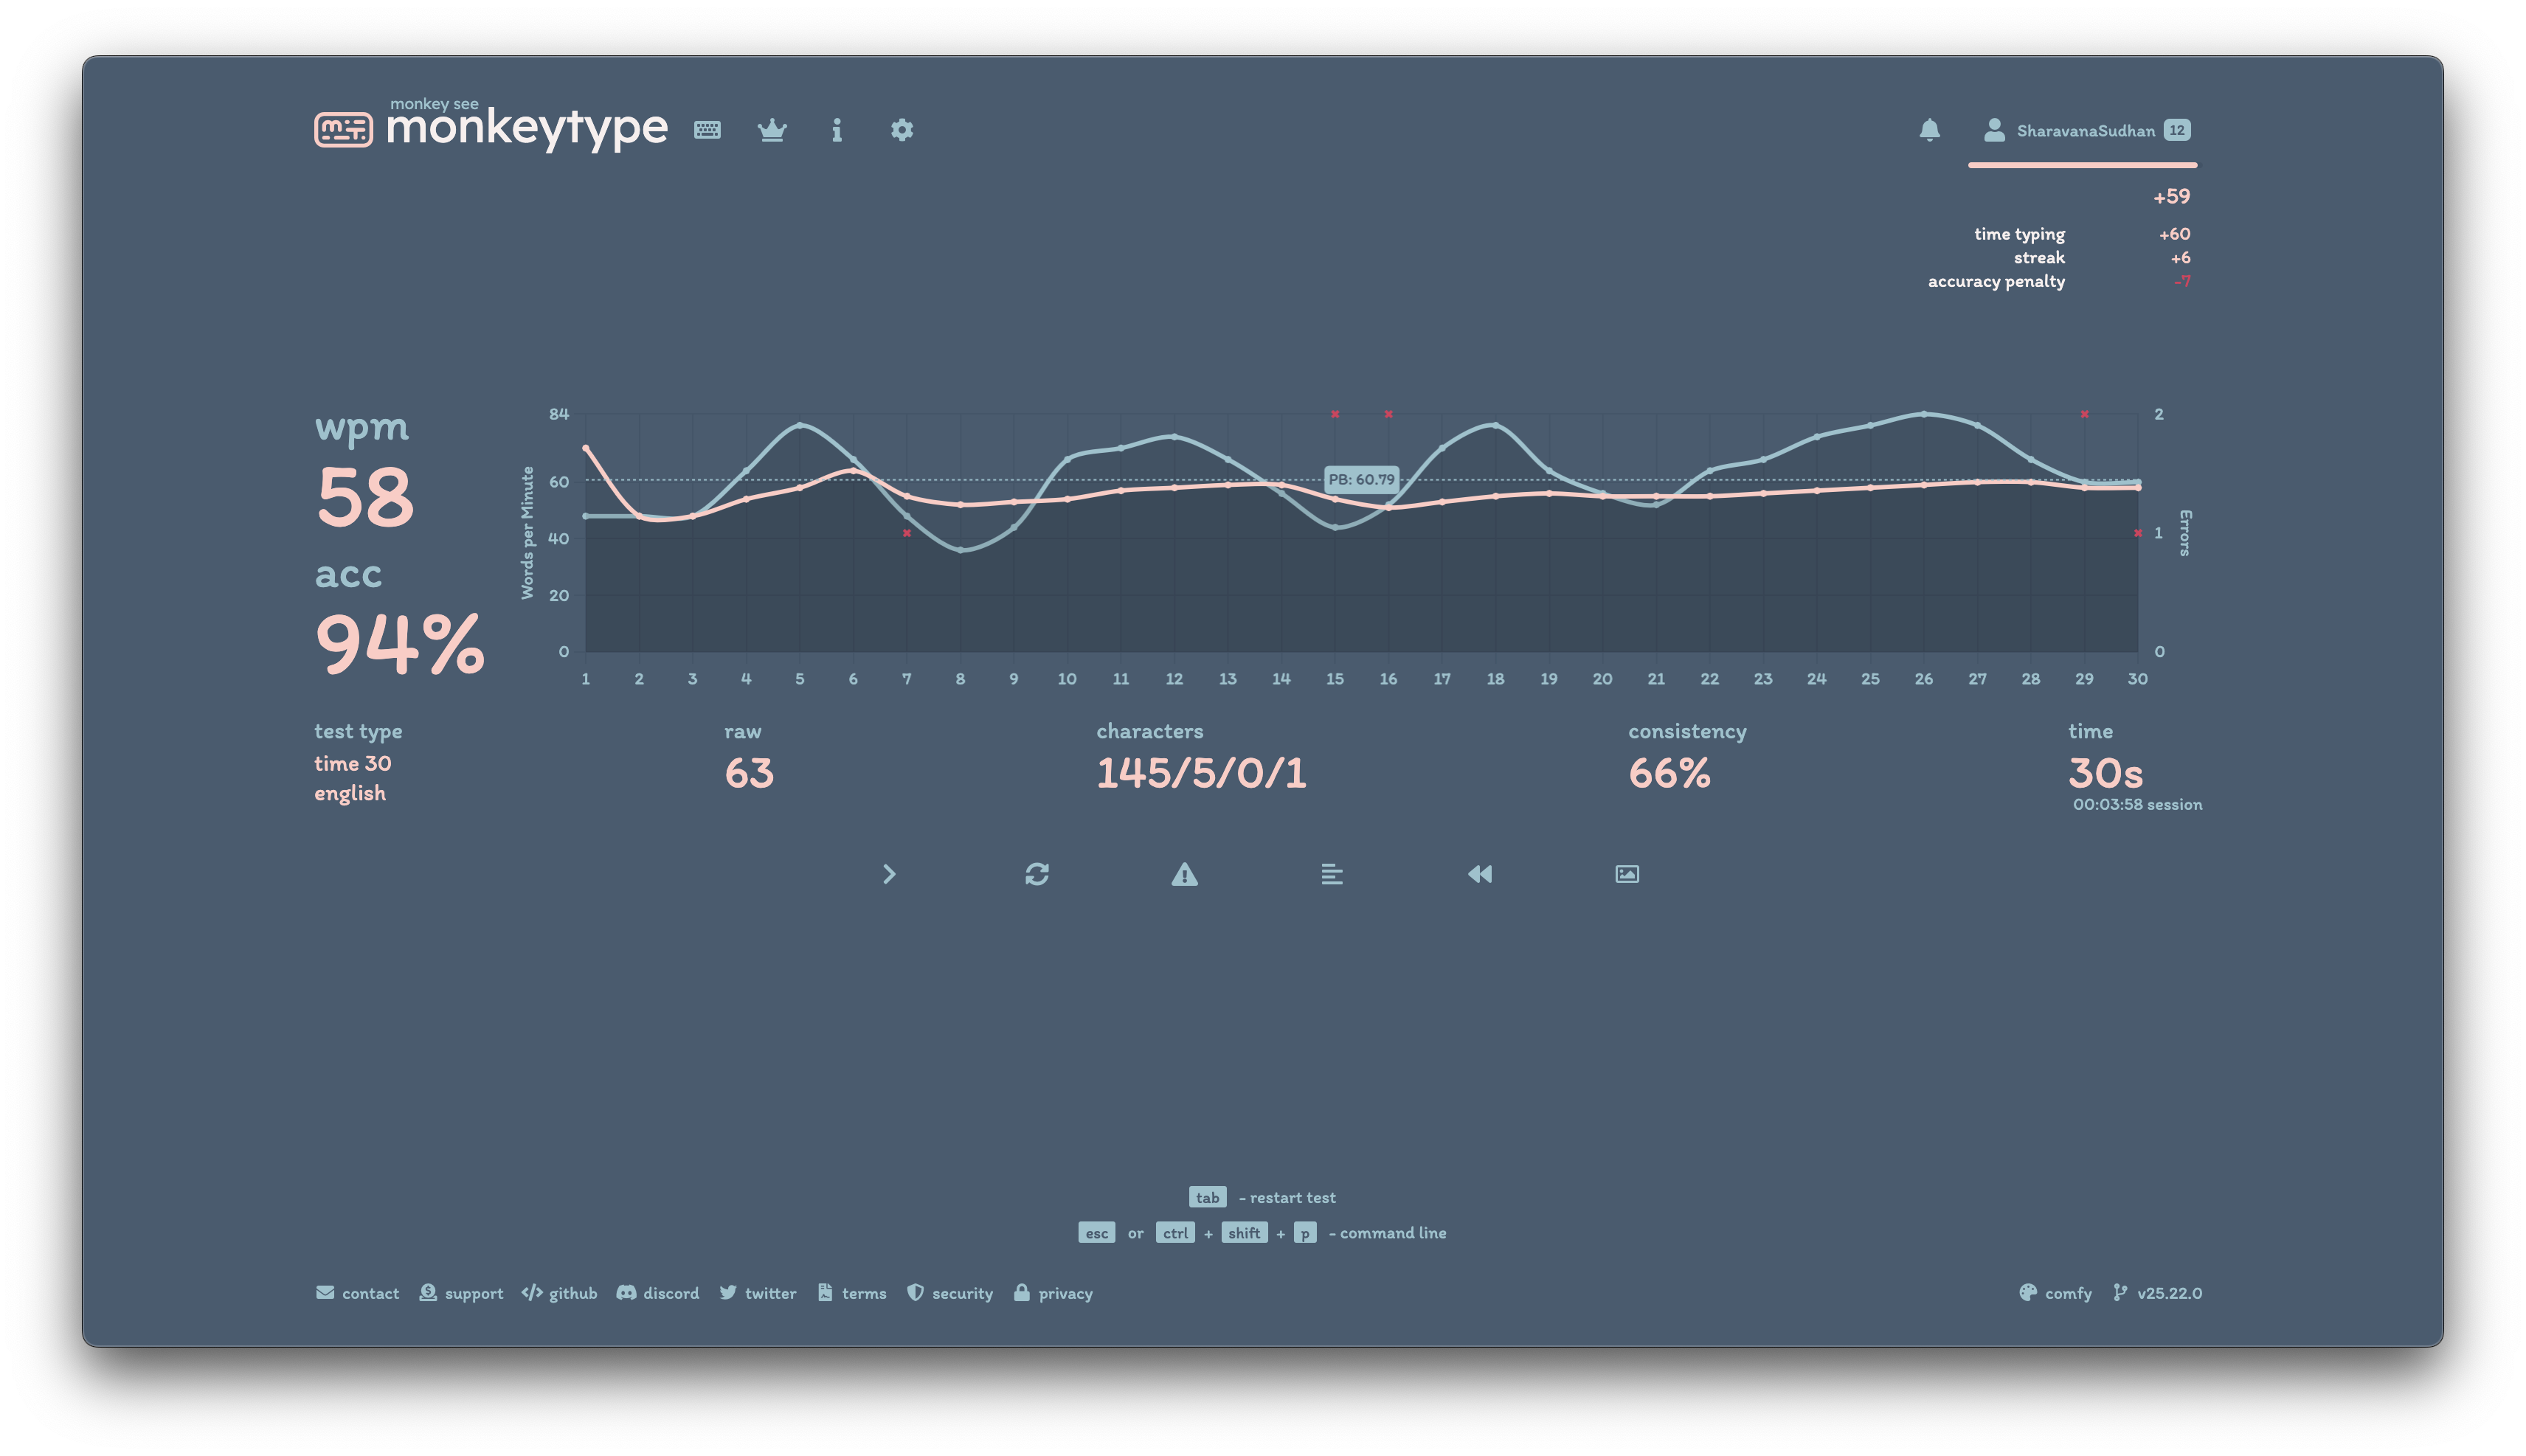 monkey see
monkeytype
SharavanaSudhan 12
+59
time typing +60
streak +6
accuracy penalty -7
wpm
58
acc
94%
Words per Minute
84
60
40
20
0
PB: 60.79
2
1
0
Errors
1 2 3 4 5 6 7 8 9 10 11 12 13 14 15 16 17 18 19 20 21 22 23 24 25 26 27 28 29 30
test type
time 30
english
raw
63
characters
145/5/0/1
consistency
66%
time
30s
00:03:58 session
tab - restart test
esc or ctrl + shift + p - command line
contact support github discord twitter terms security privacy comfy v25.22.0